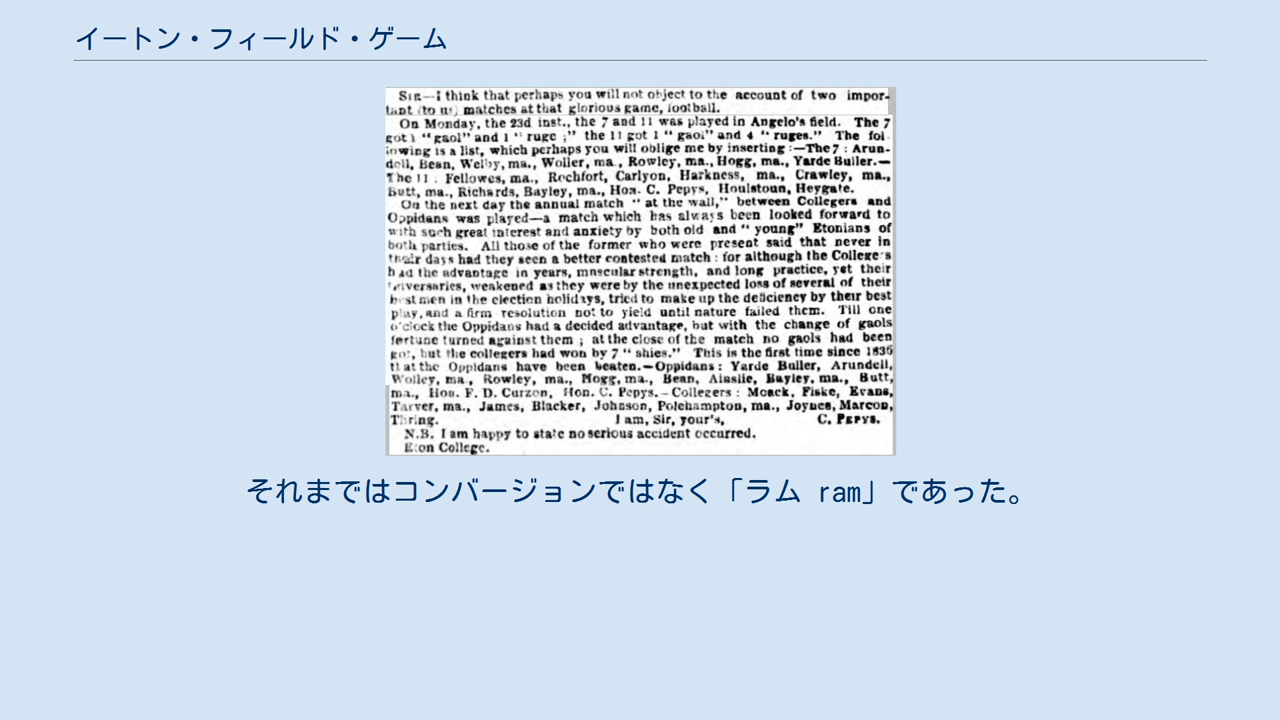 イートン・フィールド・ゲーム
SIR—I think that perhaps you will not object to the account of two impor-
tant (to us) matches at that glorious game, football.
On Monday, the 23d inst., the 7 and 11 was played in Angelo's field. The 7
got 1 "gaol" and 1 "ruge;" the 11 got 1 "gaol" and 4 "ruges." The fol-
lowing is a list, which perhaps you will oblige me by inserting:—The 7: Arun-
dell, Bean, Welby, ma., Woller, ma., Rowley, ma., Hogg, ma., Yarde Buller.—
The 11: Fellowes, ma., Rochfort, Carlyon, Harkness, ma., Crawley, ma.,
Butt, ma., Richards, Bayley, ma., Hon. C. Pepys, Houlstoun, Heygate.
On the next day the annual match "at the wall," between Collegers and
Oppidans was played—a match which has always been looked forward to
with such great interest and anxiety by both old and "young" Etonians of
both parties. All those of the former who were present said that never in
their days had they seen a better contested match: for although the Collegers
had the advantage in years, muscular strength, and long practice, yet their
adversaries, weakened as they were by the unexpected loss of several of their
best men in the election holidays, tried to make up the deficiency by their best
play, and a firm resolution not to yield until nature failed them. Till one
o'clock the Oppidans had a decided advantage, but with the change of gaols
fortune turned against them; at the close of the match no gaols had been
got, but the collegers had won by 7 "shies." This is the first time since 1836
that the Oppidans have been beaten.—Oppidans: Yarde Buller, Arundell,
Wolley, ma., Rowley, ma., Hogg, ma., Bean, Ainslie, Bayley, ma., Butt,
ma., Hon. F. D. Curzon, Hon. C. Pepys.—Collegers: Moack, Fiske, Evans,
Tarver, ma., James, Blacker, Johnson, Polehampton, ma., Joynes, Marcon,
Thring. I am, Sir, your's, C. PEPYS.
N.B. I am happy to state no serious accident occurred.
Eton College.
それまではコンバージョンではなく「ラム ram」であった。